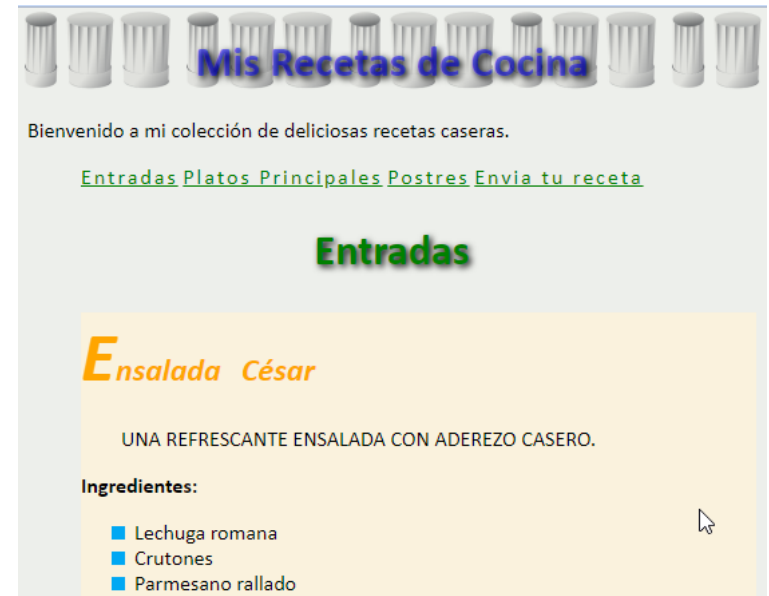 Mis Recetas de Cocina
Bienvenido a mi colección de deliciosas recetas caseras.
Entradas Platos Principales Postres Envia tu receta
Entradas
Ensalada César
UNA REFRESCANTE ENSALADA CON ADEREZO CASERO.
Ingredientes:
Lechuga romana
Crutones
Parmesano rallado